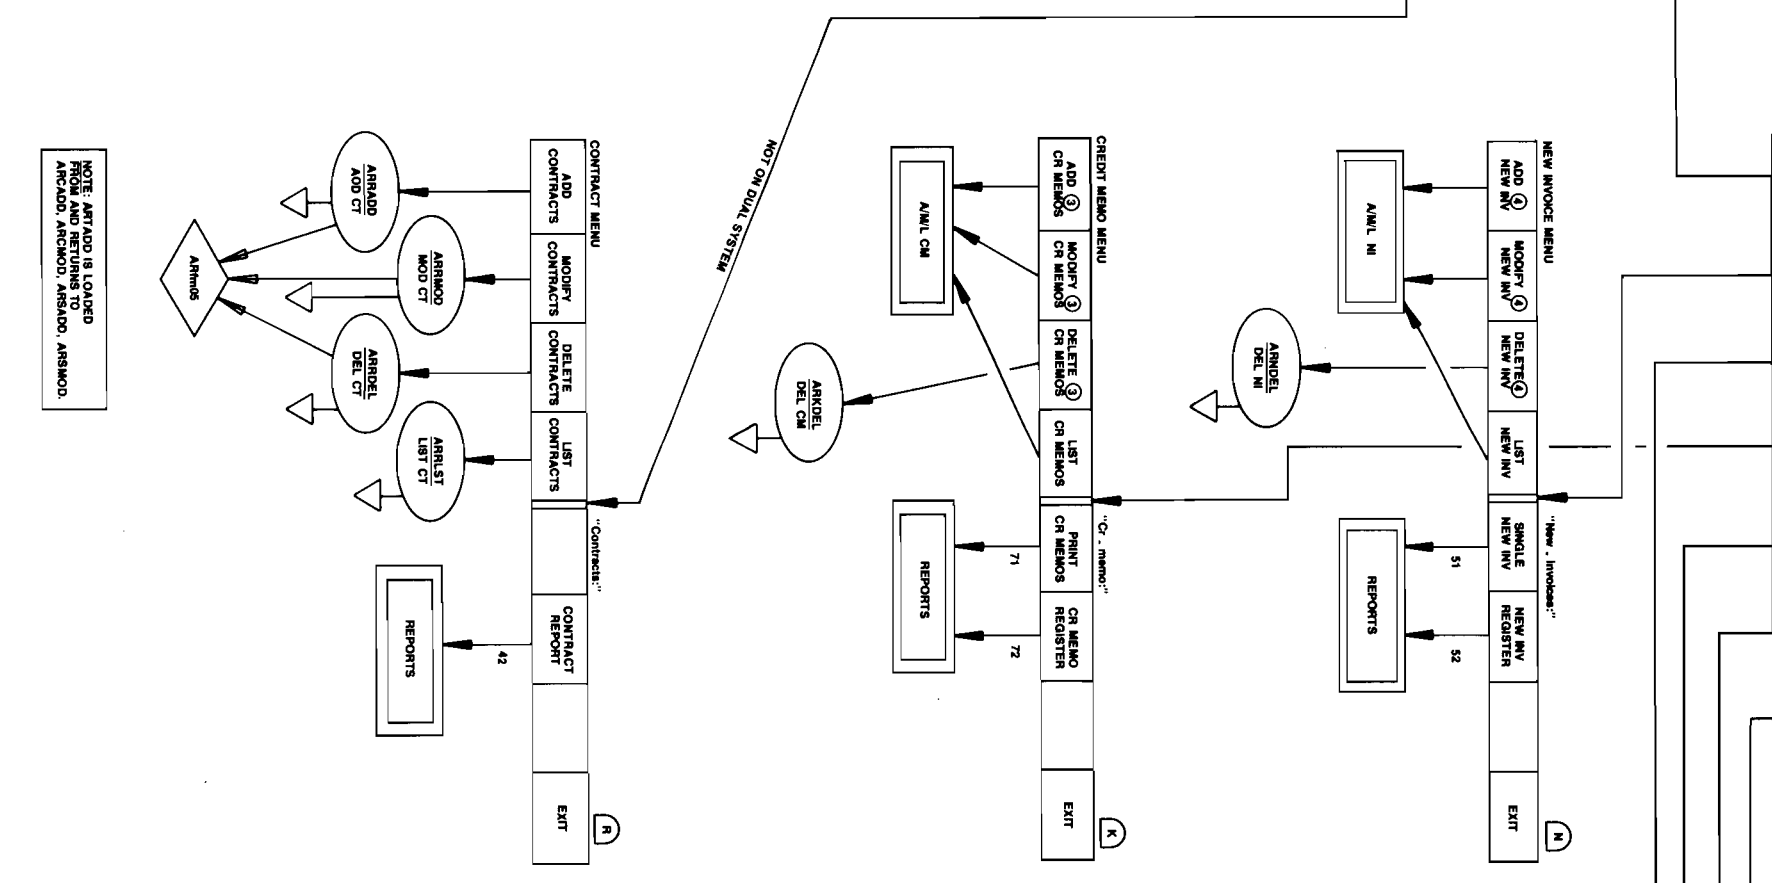 NEW INVOICE MENU
"New . Invoices:"
N
ADD ④
NEW INV
MODIFY ④
NEW INV
DELETE ④
NEW INV
LIST
NEW INV
SINGLE
NEW INV
NEW INV
REGISTER
EXIT
51
52
A/M/L NI
ARNDEL
DEL NI
REPORTS
CREDIT MEMO MENU
"Cr . memo:"
K
ADD ③
CR MEMOS
MODIFY ③
CR MEMOS
DELETE ③
CR MEMOS
LIST
CR MEMOS
PRINT
CR MEMOS
CR MEMO
REGISTER
EXIT
71
72
A/M/L CM
ARKDEL
DEL CM
REPORTS
NOT ON DUAL SYSTEM
CONTRACT MENU
"Contracts:"
R
ADD
CONTRACTS
MODIFY
CONTRACTS
DELETE
CONTRACTS
LIST
CONTRACTS
CONTRACT
REPORT
EXIT
42
ARRADD
AOD CT
ARRMOD
MOD CT
ARRDEL
DEL CT
ARRLST
LIST CT
REPORTS
ARfrm05
NOTE: ARTADD IS LOADED
FROM AND RETURNS TO
ARCADD, ARCMOD, ARSADD, ARSMOD.